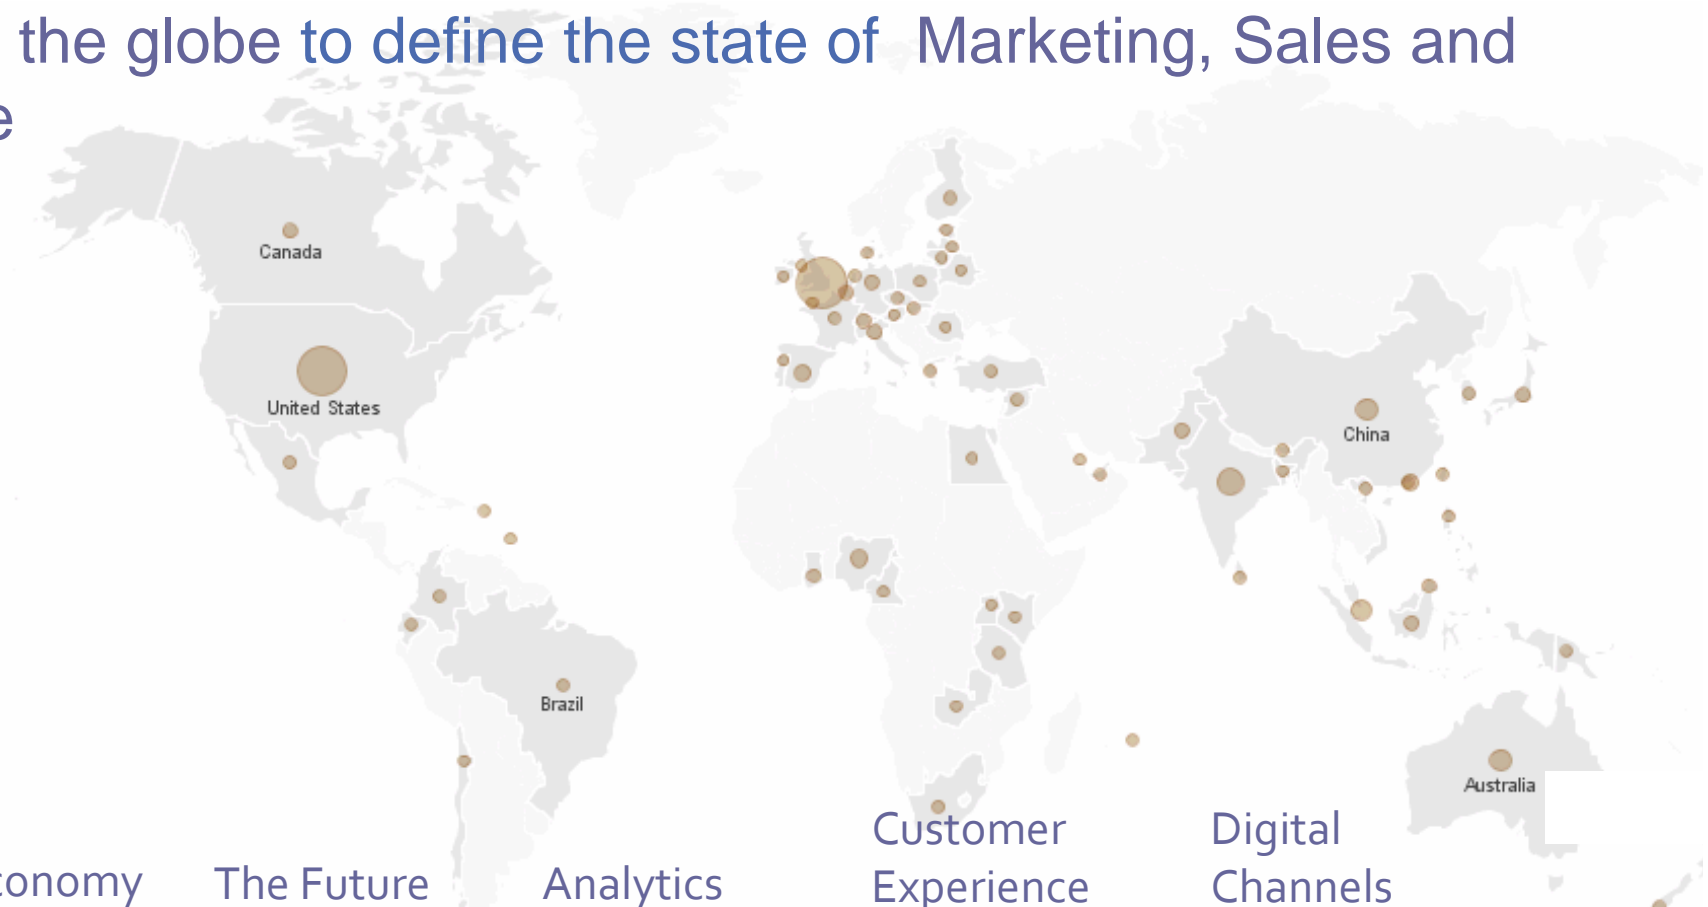 the globe to define the state of Marketing, Sales and
e
Canada
United States
China
Brazil
Australia
Customer
Experience
Digital
Channels
conomy
The Future
Analytics